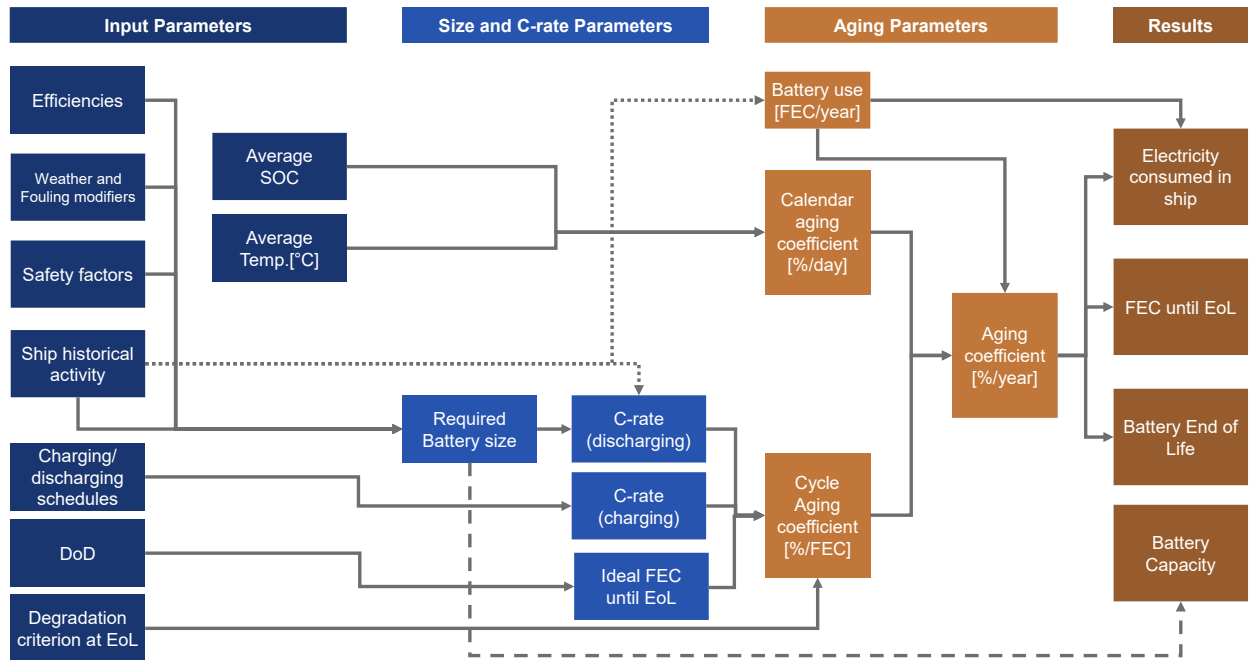 Input Parameters
Size and C-rate Parameters
Aging Parameters
Results
Efficiencies
Weather and
Fouling modifiers
Safety factors
Ship historical
activity
Charging/
discharging
schedules
DoD
Degradation
criterion at EoL
Average
SOC
Average
Temp.[°C]
Required
Battery size
C-rate
(discharging)
C-rate
(charging)
Ideal FEC
until EoL
Battery use
[FEC/year]
Calendar
aging
coefficient
[%/day]
Cycle
Aging
coefficient
[%/FEC]
Aging
coefficient
[%/year]
Electricity
consumed in
ship
FEC until EoL
Battery End of
Life
Battery
Capacity